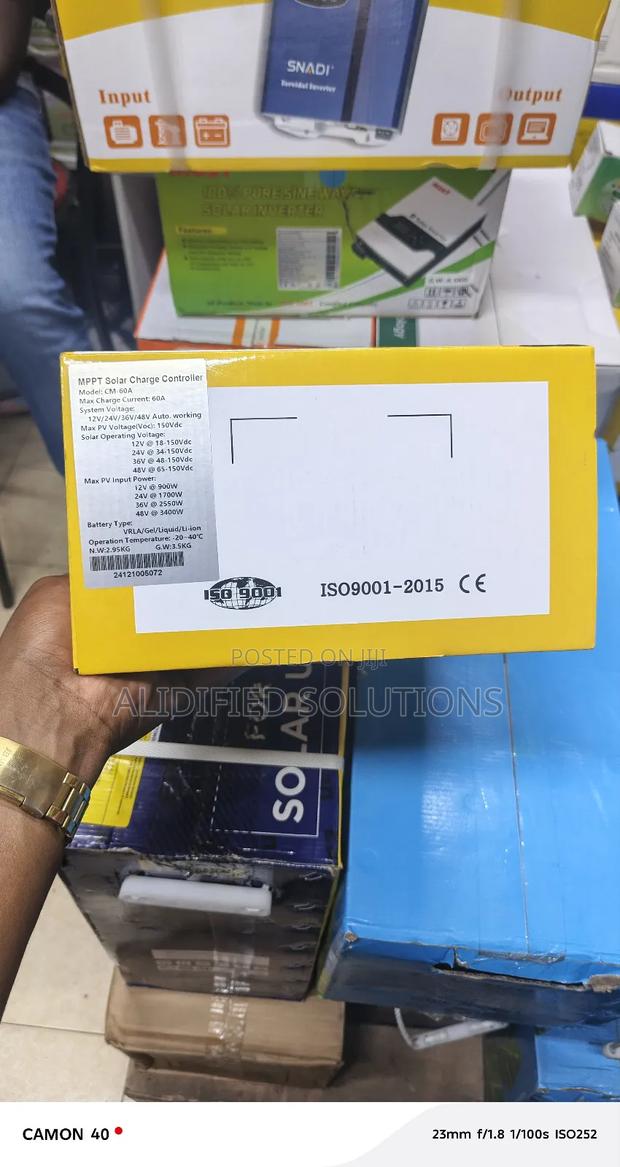 SNADI
Toroidal Inverter
Input
Output
100% PURE SINE WAVE
SOLAR INVERTER
Features
MPPT Solar Charge Controller
Model: CM-60A
Max Charge Current: 60A
System Voltage:
12V/24V/36V/48V Auto. working
Max PV Voltage(Voc): 150Vdc
Solar Operating Voltage:
12V @ 18-150Vdc
24V @ 34-150Vdc
36V @ 48-150Vdc
48V @ 65-150Vdc
Max PV Input Power:
12V @ 900W
24V @ 1700W
36V @ 2550W
48V @ 3400W
Battery Type:
VRLA/Gel/Liquid/Li-ion
Operation Temperature: -20~40℃
N.W:2.95KG G.W:3.5KG
24121005072
ISO 9001
ISO9001-2015 CE
POSTED ON JIJI
ALIDIFIED SOLUTIONS
CAMON 40
23mm f/1.8 1/100s ISO252